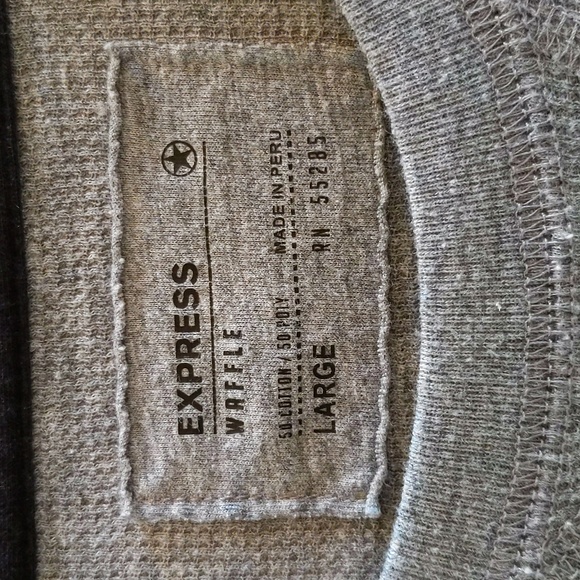 EXPRESS
WAFFLE
50 COTTON / 50 POLY MADE IN PERU
LARGE RN 55285